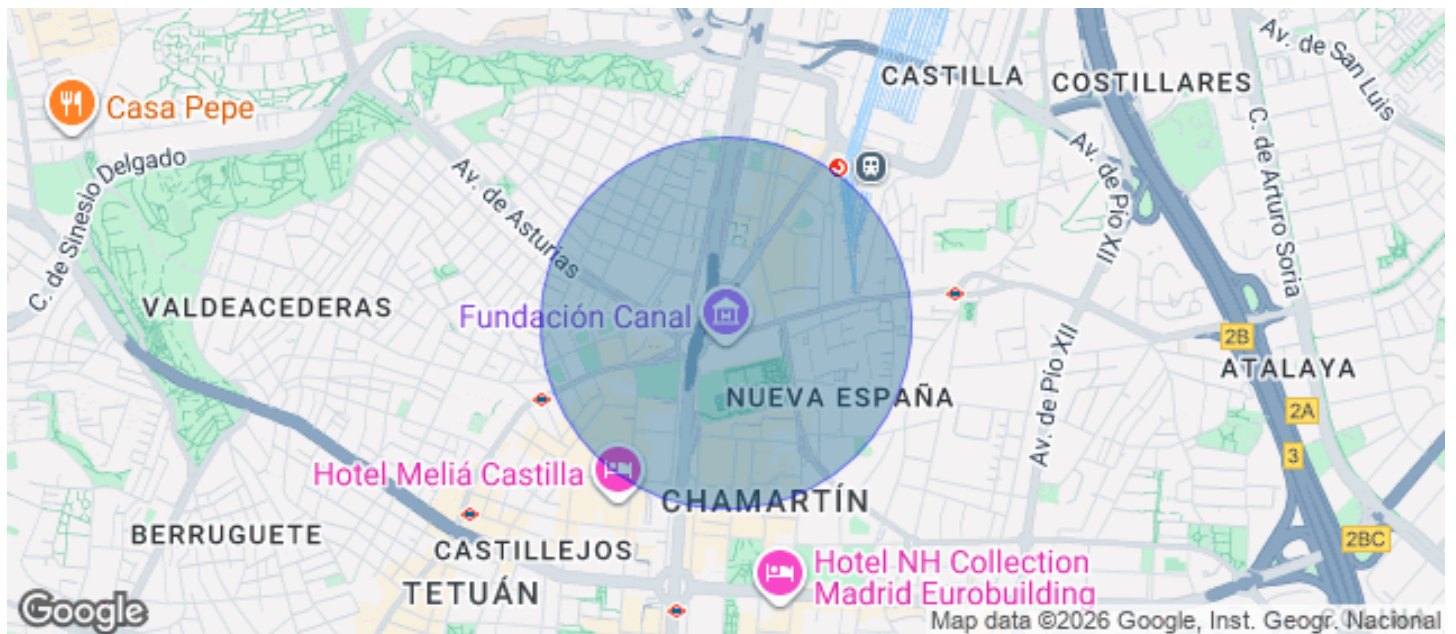 CASTILLA
COSTILLARES
Av. de San Luis
Casa Pepe
C. de Sinesio Delgado
Av. de Asturias
Av. de Pío XII
C. de Arturo Soria
VALDEACEDERAS
Fundación Canal
2B
ATALAYA
NUEVA ESPAÑA
Av. de Pío XII
2A
3
Hotel Meliá Castilla
CHAMARTÍN
BERRUGUETE
CASTILLEJOS
2BC
TETUÁN
Hotel NH Collection
Madrid Eurobuilding
Google
Map data ©2026 Google, Inst. Geogr. Nacional